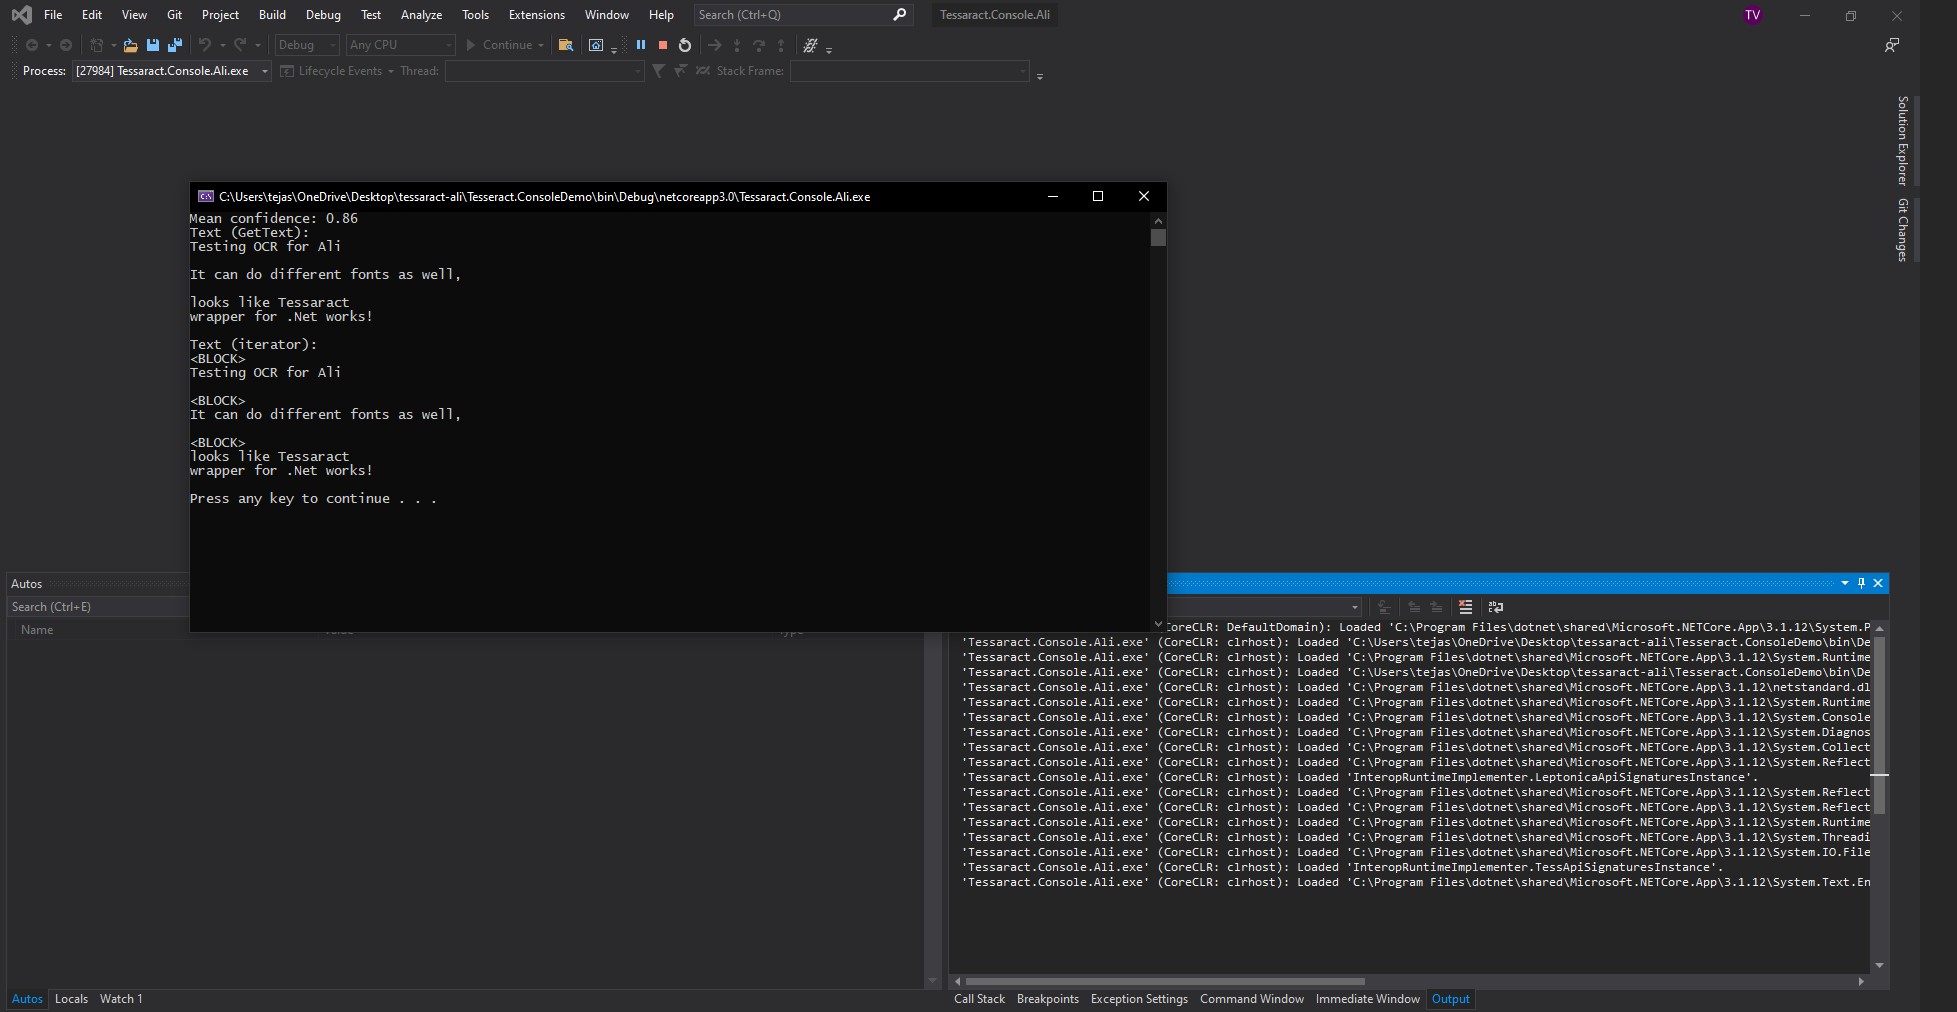 File Edit View Git Project Build Debug Test Analyze Tools Extensions Window Help Search (Ctrl+Q) Tessaract.Console.Ali TV
Debug Any CPU Continue
Process: [27984] Tessaract.Console.Ali.exe Lifecycle Events Thread: Stack Frame:
Solution Explorer
Git Changes
C:\Users\tejas\OneDrive\Desktop\tessaract-ali\Tesseract.ConsoleDemo\bin\Debug\netcoreapp3.0\Tessaract.Console.Ali.exe
Mean confidence: 0.86
Text (GetText):
Testing OCR for Ali
It can do different fonts as well,
looks like Tessaract
wrapper for .Net works!
Text (iterator):
<BLOCK>
Testing OCR for Ali
<BLOCK>
It can do different fonts as well,
<BLOCK>
looks like Tessaract
wrapper for .Net works!
Press any key to continue . . .
Autos
Search (Ctrl+E)
Name Value Type
(CoreCLR: DefaultDomain): Loaded 'C:\Program Files\dotnet\shared\Microsoft.NETCore.App\3.1.12\System.P
'Tessaract.Console.Ali.exe' (CoreCLR: clrhost): Loaded 'C:\Users\tejas\OneDrive\Desktop\tessaract-ali\Tesseract.ConsoleDemo\bin\De
'Tessaract.Console.Ali.exe' (CoreCLR: clrhost): Loaded 'C:\Program Files\dotnet\shared\Microsoft.NETCore.App\3.1.12\System.Runtime
'Tessaract.Console.Ali.exe' (CoreCLR: clrhost): Loaded 'C:\Users\tejas\OneDrive\Desktop\tessaract-ali\Tesseract.ConsoleDemo\bin\De
'Tessaract.Console.Ali.exe' (CoreCLR: clrhost): Loaded 'C:\Program Files\dotnet\shared\Microsoft.NETCore.App\3.1.12\netstandard.dl
'Tessaract.Console.Ali.exe' (CoreCLR: clrhost): Loaded 'C:\Program Files\dotnet\shared\Microsoft.NETCore.App\3.1.12\System.Runtime
'Tessaract.Console.Ali.exe' (CoreCLR: clrhost): Loaded 'C:\Program Files\dotnet\shared\Microsoft.NETCore.App\3.1.12\System.Console
'Tessaract.Console.Ali.exe' (CoreCLR: clrhost): Loaded 'C:\Program Files\dotnet\shared\Microsoft.NETCore.App\3.1.12\System.Diagnos
'Tessaract.Console.Ali.exe' (CoreCLR: clrhost): Loaded 'C:\Program Files\dotnet\shared\Microsoft.NETCore.App\3.1.12\System.Collect
'Tessaract.Console.Ali.exe' (CoreCLR: clrhost): Loaded 'C:\Program Files\dotnet\shared\Microsoft.NETCore.App\3.1.12\System.Reflect
'Tessaract.Console.Ali.exe' (CoreCLR: clrhost): Loaded 'InteropRuntimeImplementer.LeptonicaApiSignaturesInstance'.
'Tessaract.Console.Ali.exe' (CoreCLR: clrhost): Loaded 'C:\Program Files\dotnet\shared\Microsoft.NETCore.App\3.1.12\System.Reflect
'Tessaract.Console.Ali.exe' (CoreCLR: clrhost): Loaded 'C:\Program Files\dotnet\shared\Microsoft.NETCore.App\3.1.12\System.Reflect
'Tessaract.Console.Ali.exe' (CoreCLR: clrhost): Loaded 'C:\Program Files\dotnet\shared\Microsoft.NETCore.App\3.1.12\System.Runtime
'Tessaract.Console.Ali.exe' (CoreCLR: clrhost): Loaded 'C:\Program Files\dotnet\shared\Microsoft.NETCore.App\3.1.12\System.Threadi
'Tessaract.Console.Ali.exe' (CoreCLR: clrhost): Loaded 'C:\Program Files\dotnet\shared\Microsoft.NETCore.App\3.1.12\System.IO.File
'Tessaract.Console.Ali.exe' (CoreCLR: clrhost): Loaded 'InteropRuntimeImplementer.TessApiSignaturesInstance'.
'Tessaract.Console.Ali.exe' (CoreCLR: clrhost): Loaded 'C:\Program Files\dotnet\shared\Microsoft.NETCore.App\3.1.12\System.Text.En
Autos Locals Watch 1 Call Stack Breakpoints Exception Settings Command Window Immediate Window Output